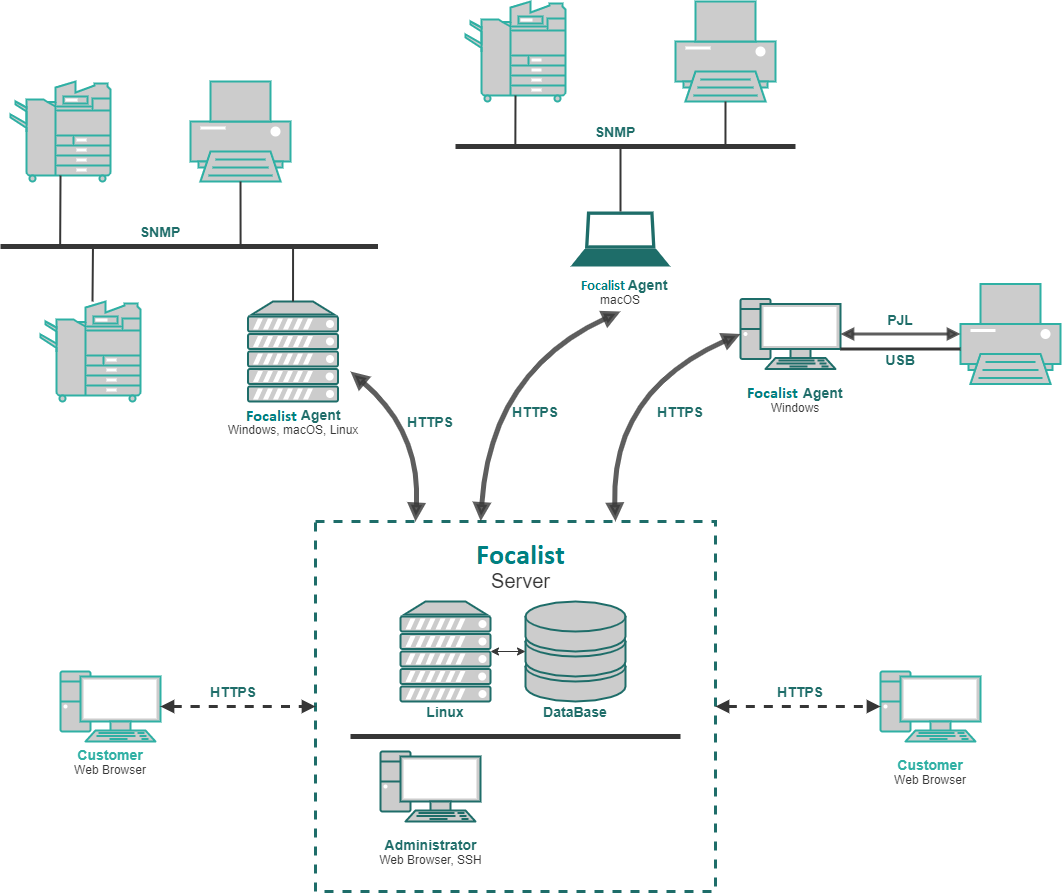 SNMP
SNMP
Focalist Agent
macOS
PJL
USB
Focalist Agent
Windows
Focalist Agent
Windows, macOS, Linux
HTTPS
HTTPS
HTTPS
Focalist
Server
Linux
DataBase
HTTPS
HTTPS
Customer
Web Browser
Customer
Web Browser
Administrator
Web Browser, SSH